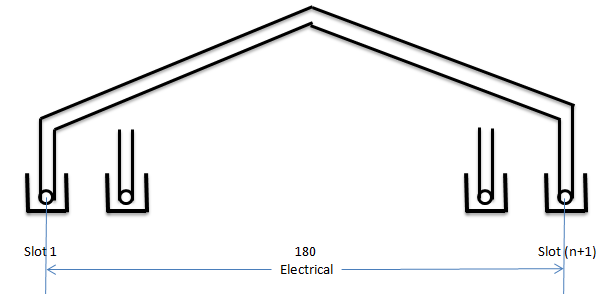 Slot 1
180
Slot (n+1)
Electrical